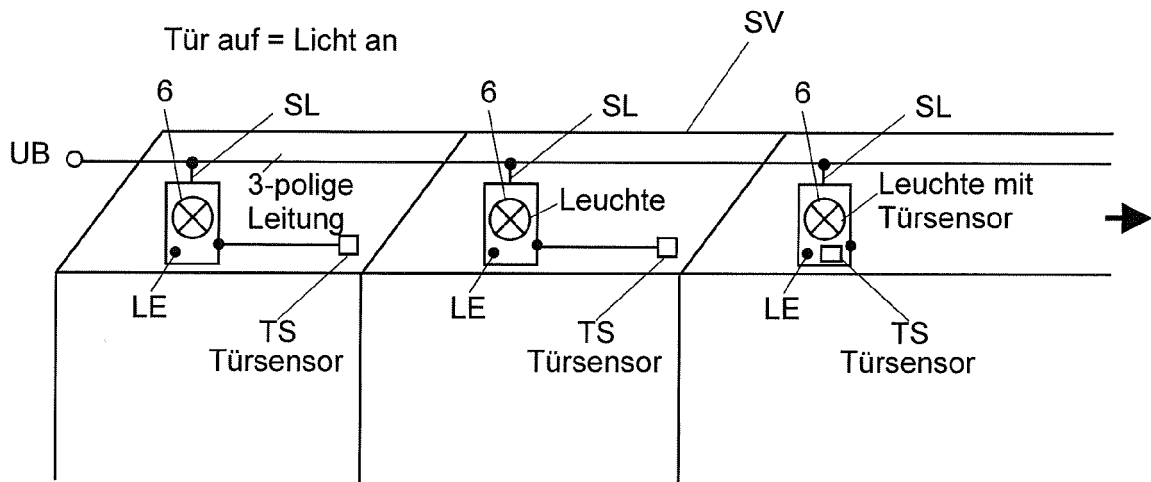 Tür auf = Licht an
SV
6
SL
6
SL
6
SL
UB
3-polige
Leitung
Leuchte
Leuchte mit
Türsensor
LE
TS
Türsensor
LE
TS
Türsensor
LE
TS
Türsensor